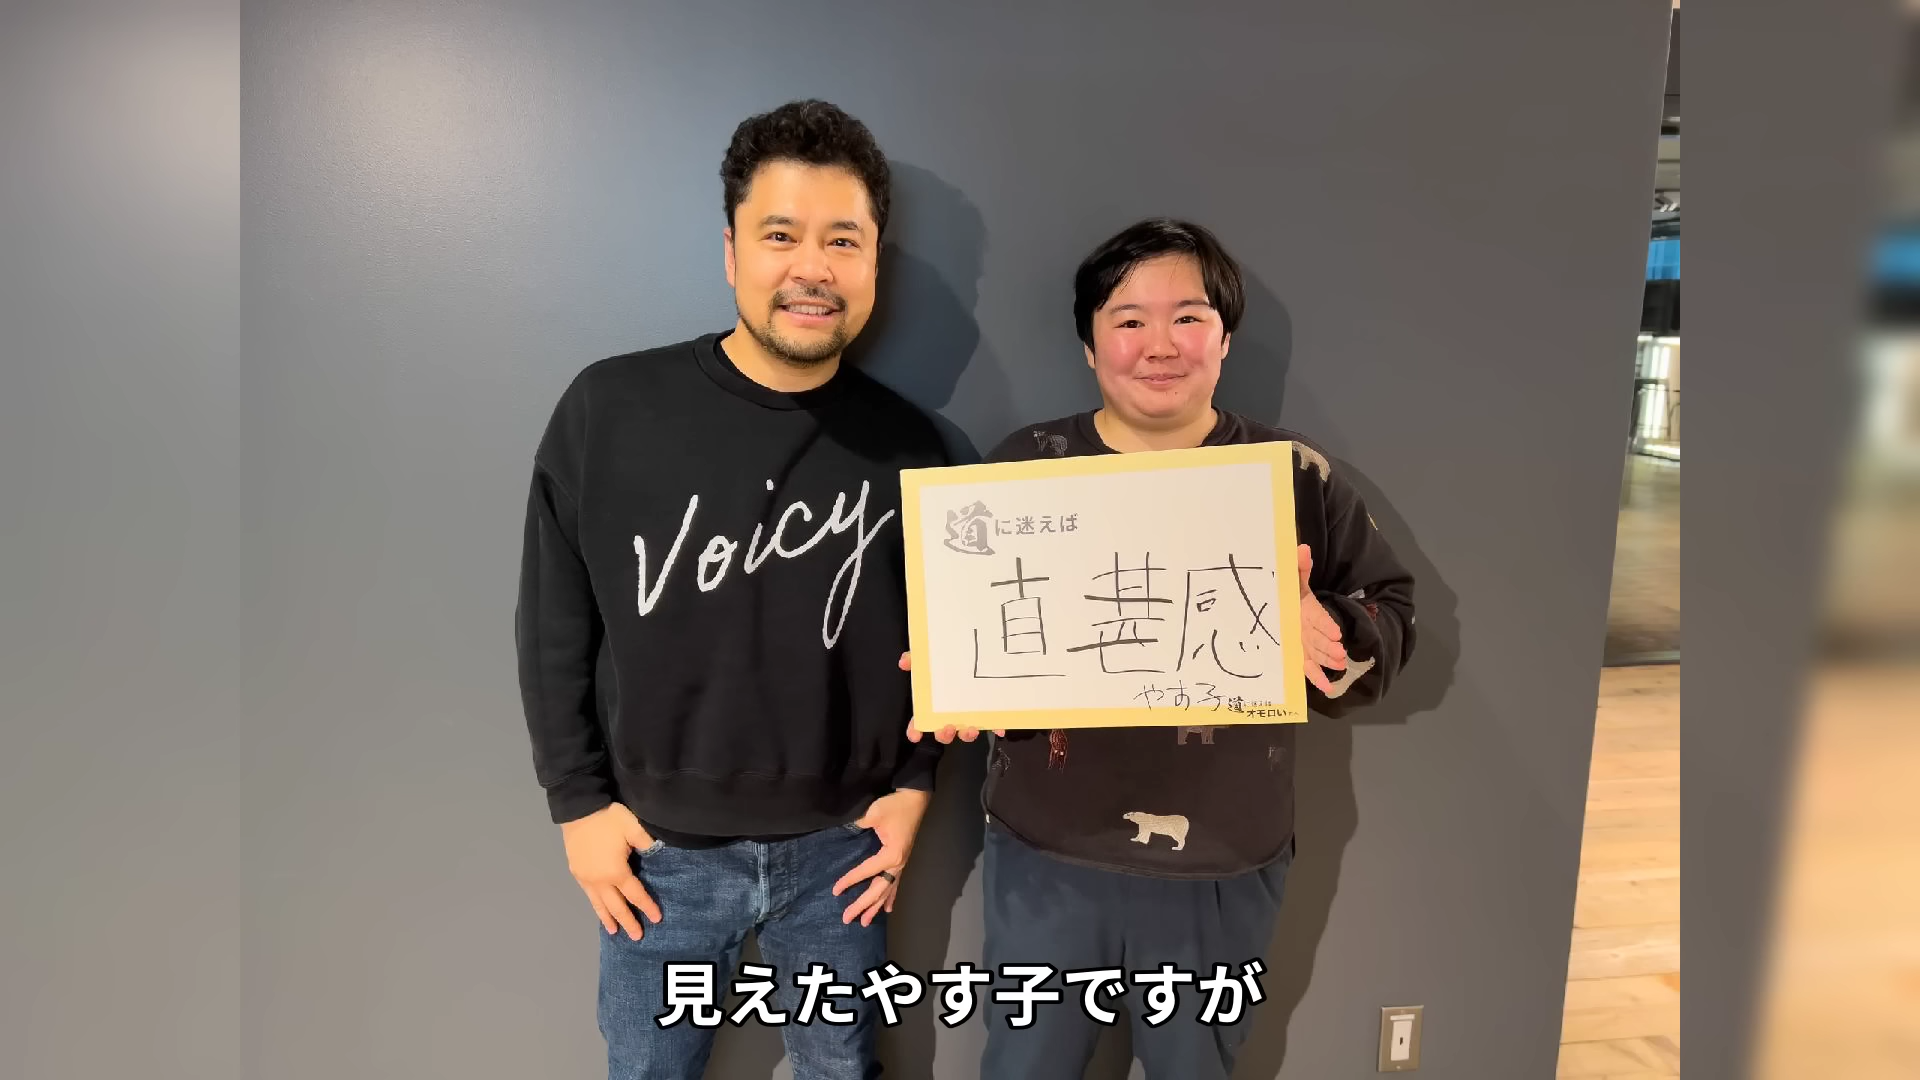 Voicy
道に迷えば
直甚感
やす子
道に迷えば
オモロい
見えたやす子ですが